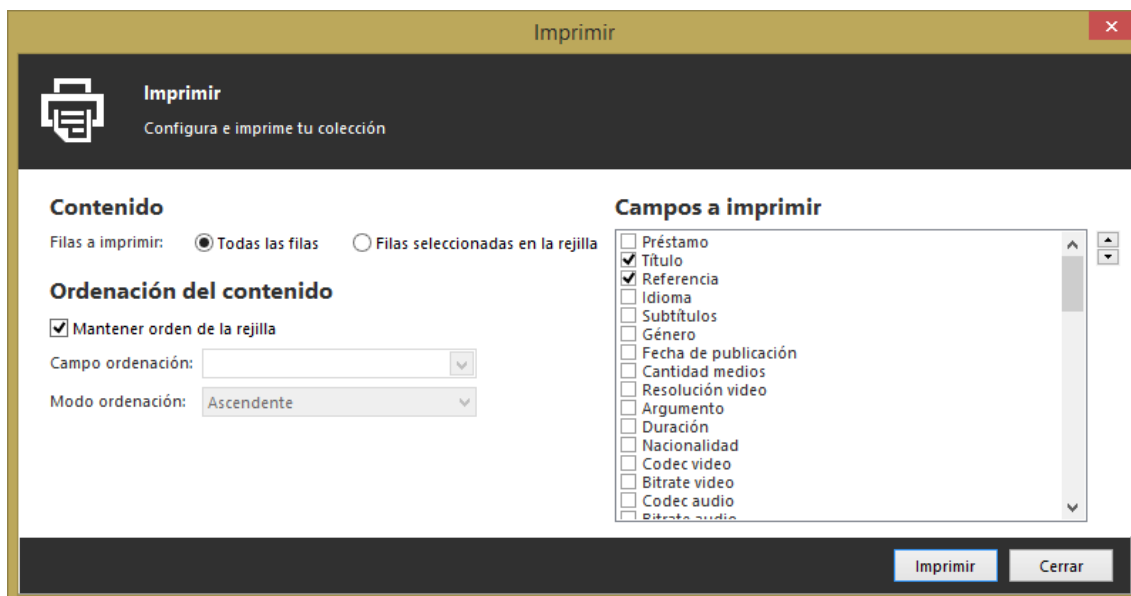 Imprimir
Imprimir
Configura e imprime tu colección
Contenido
Filas a imprimir: Todas las filas Filas seleccionadas en la rejilla
Ordenación del contenido
Mantener orden de la rejilla
Campo ordenación:
Modo ordenación: Ascendente
Campos a imprimir
Préstamo
Título
Referencia
Idioma
Subtítulos
Género
Fecha de publicación
Cantidad medios
Resolución video
Argumento
Duración
Nacionalidad
Codec video
Bitrate video
Codec audio
Bitrate audio
Imprimir Cerrar